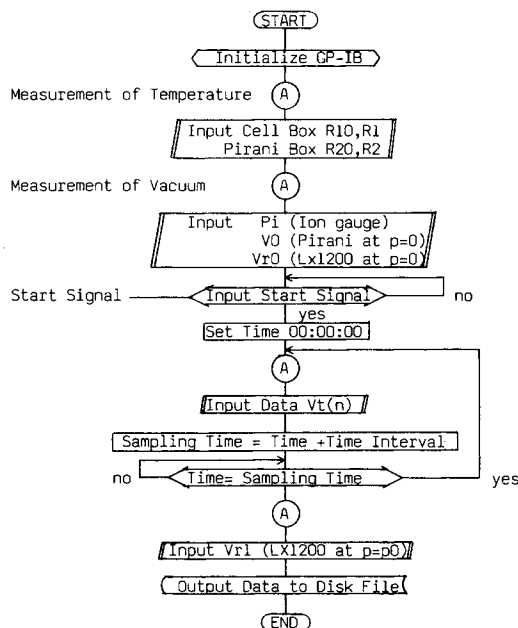 START
Initialize GP-IB
Measurement of Temperature
A
Input Cell Box R10,R1
Pirani Box R20,R2
Measurement of Vacuum
A
Input Pi (Ion gauge)
V0 (Pirani at p=0)
Vr0 (Lx1200 at p=0)
Start Signal
Input Start Signal
no
yes
Set Time 00:00:00
A
Input Data Vt(n)
Sampling Time = Time +Time Interval
no
Time= Sampling Time
yes
A
Input Vr1 (LX1200 at p=p0)
Output Data to Disk File
END